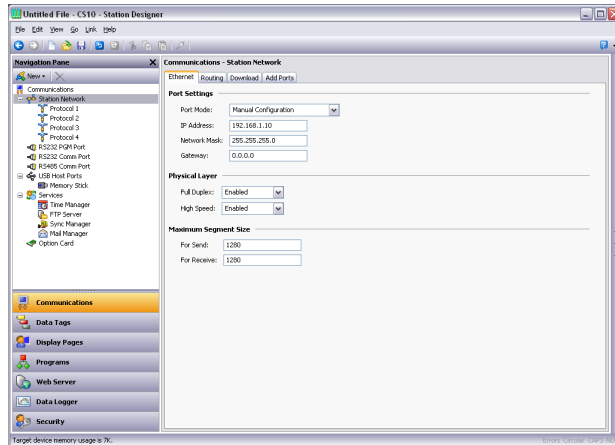 Untitled File - CS10 - Station Designer
File Edit View Go Link Help
Navigation Pane
New
Communications
Station Network
Protocol 1
Protocol 2
Protocol 3
Protocol 4
RS232 PGM Port
RS232 Comm Port
RS485 Comm Port
USB Host Ports
Memory Stick
Services
Time Manager
FTP Server
Sync Manager
Mail Manager
Option Card
Communications
Data Tags
Display Pages
Programs
Web Server
Data Logger
Security
Communications - Station Network
Ethernet Routing Download Add Ports
Port Settings
Port Mode: Manual Configuration
IP Address: 192.168.1.10
Network Mask: 255.255.255.0
Gateway: 0.0.0.0
Physical Layer
Full Duplex: Enabled
High Speed: Enabled
Maximum Segment Size
For Send: 1280
For Receive: 1280
Target device memory usage is 7K.
Errors Circular CAPS